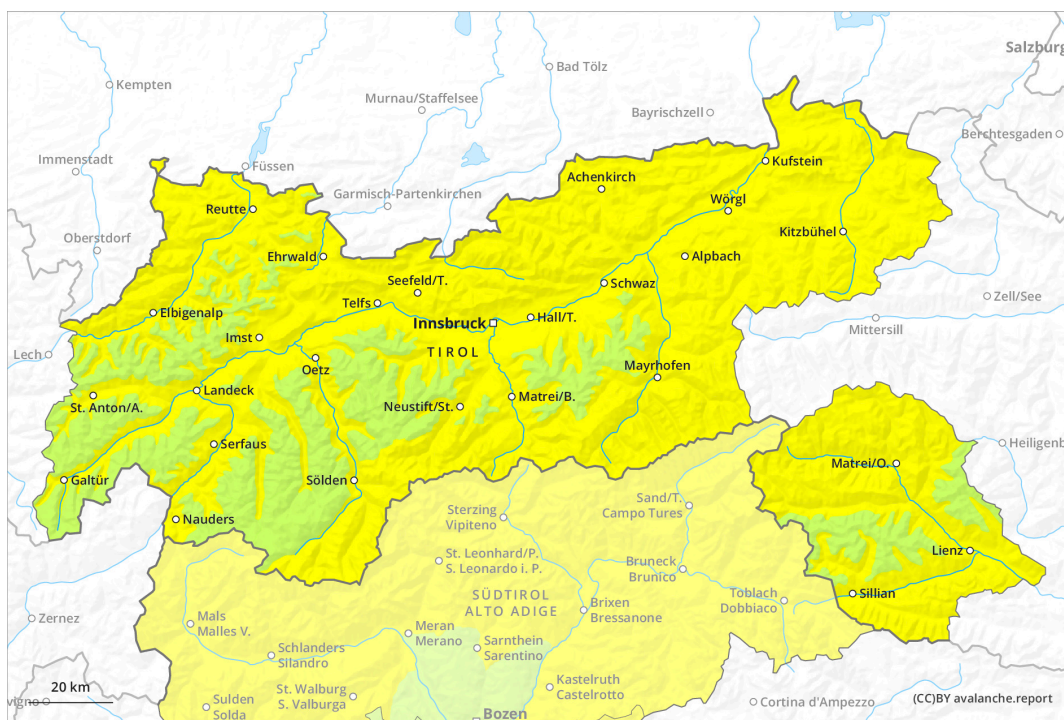 Salzburg
Bad Tölz
Kempten
Murnau/Staffelsee
Bayrischzell
Berchtesgaden
Immenstadt
Füssen
Kufstein
Achenkirch
Garmisch-Partenkirchen
Wörgl
Reutte
Oberstdorf
Kitzbühel
Ehrwald
Alpbach
Seefeld/T.
Schwaz
Zell/See
Telfs
Elbigenalp
Hall/T.
Innsbruck
Mittersill
Imst
TIROL
Lech
Oetz
Mayrhofen
Landeck
St. Anton/A.
Neustift/St.
Matrei/B.
Serfaus
Matrei/O.
Galtür
Sölden
Sand/T.
Campo Tures
Sterzing
Vipiteno
Nauders
Lienz
St. Leonhard/P.
S. Leonardo i. P.
Bruneck
Brunico
SÜDTIROL
ALTO ADIGE
Sillian
Toblach
Dobbiaco
Brixen
Bressanone
Zernez
Mals
Malles V.
Meran
Merano
Sarnthein
Sarentino
Schlanders
Silandro
Kastelruth
Castelrotto
20 km
St. Walburg
S. Valburga
Sulden
Solda
Cortina d'Ampezzo
(CC)BY avalanche.report
Bozen